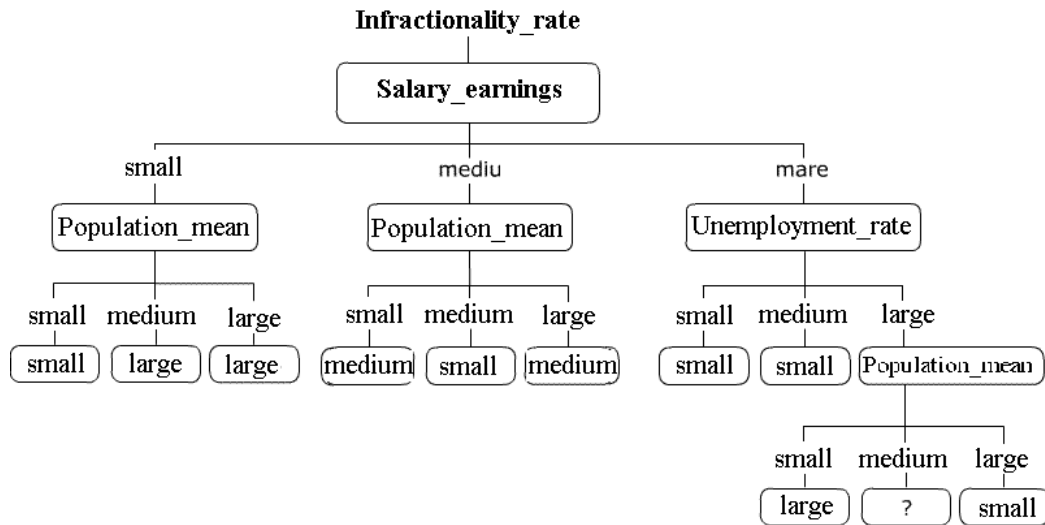 Infractionality_rate
Salary_earnings
small mediu mare
Population_mean Population_mean Unemployment_rate
small medium large small medium large small medium large
small large large medium small medium small small Population_mean
small medium large
large ? small